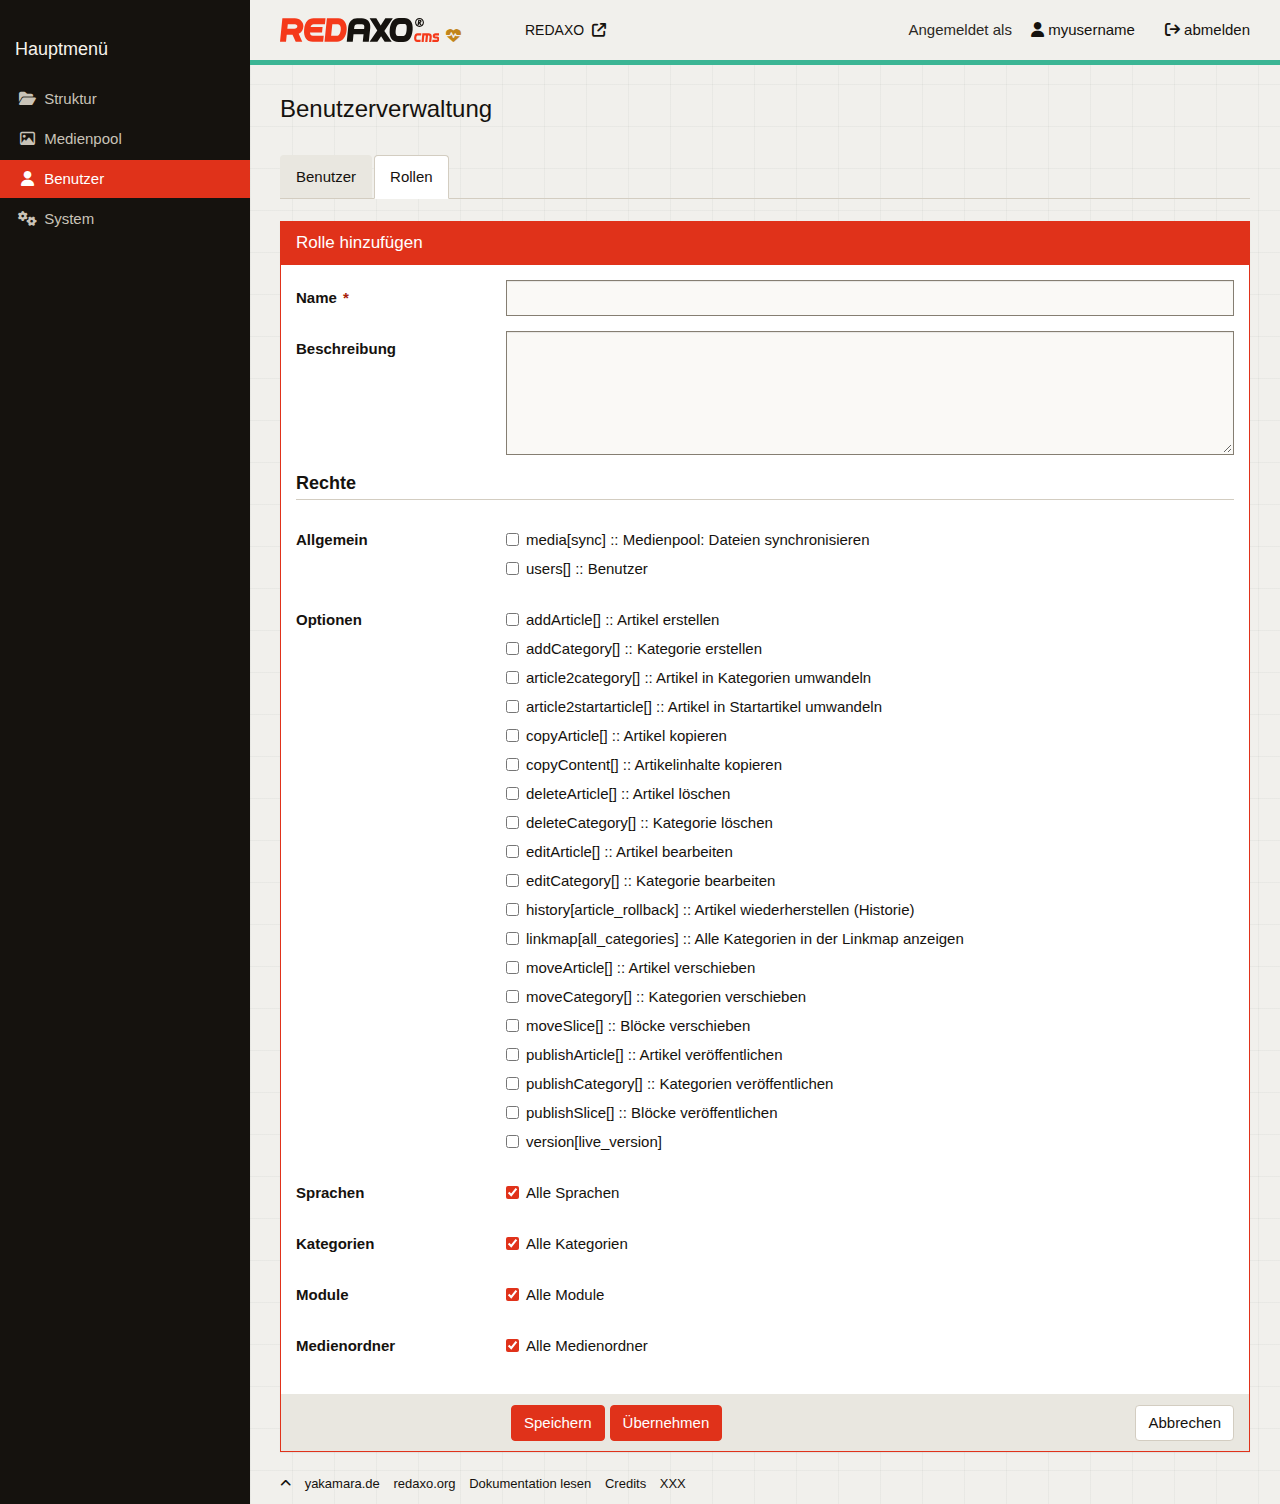 Hauptmenü
Struktur
Medienpool
Benutzer
System
REDAXO® cms
REDAXO
Angemeldet als myusername abmelden
Benutzerverwaltung
Benutzer Rollen
Rolle hinzufügen
Name *
Beschreibung
Rechte
Allgemein
media[sync] :: Medienpool: Dateien synchronisieren
users[] :: Benutzer
Optionen
addArticle[] :: Artikel erstellen
addCategory[] :: Kategorie erstellen
article2category[] :: Artikel in Kategorien umwandeln
article2startarticle[] :: Artikel in Startartikel umwandeln
copyArticle[] :: Artikel kopieren
copyContent[] :: Artikelinhalte kopieren
deleteArticle[] :: Artikel löschen
deleteCategory[] :: Kategorie löschen
editArticle[] :: Artikel bearbeiten
editCategory[] :: Kategorie bearbeiten
history[article_rollback] :: Artikel wiederherstellen (Historie)
linkmap[all_categories] :: Alle Kategorien in der Linkmap anzeigen
moveArticle[] :: Artikel verschieben
moveCategory[] :: Kategorien verschieben
moveSlice[] :: Blöcke verschieben
publishArticle[] :: Artikel veröffentlichen
publishCategory[] :: Kategorien veröffentlichen
publishSlice[] :: Blöcke veröffentlichen
version[live_version]
Sprachen
Alle Sprachen
Kategorien
Alle Kategorien
Module
Alle Module
Medienordner
Alle Medienordner
Speichern Übernehmen Abbrechen
yakamara.de redaxo.org Dokumentation lesen Credits XXX